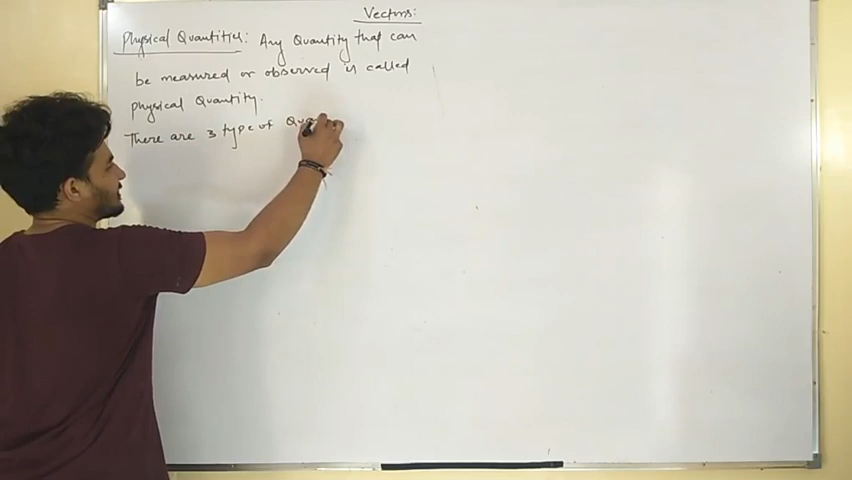 Vectors:
Physical Quantities: Any Quantity that can
be measured or observed is called
physical Quantity.
There are 3 type of